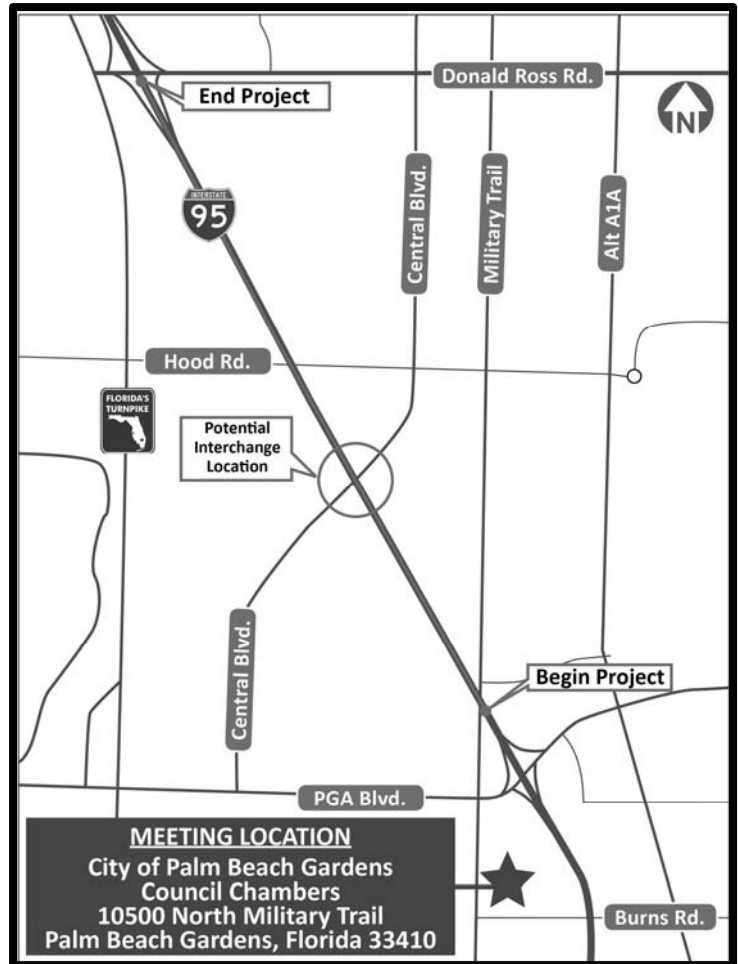 Donald Ross Rd.
End Project
N
INTERSTATE
95
Central Blvd.
Military Trail
Alt A1A
Hood Rd.
FLORIDA'S
TURNPIKE
Potential
Interchange
Location
Central Blvd.
Begin Project
PGA Blvd.
MEETING LOCATION
City of Palm Beach Gardens
Council Chambers
10500 North Military Trail
Palm Beach Gardens, Florida 33410
Burns Rd.